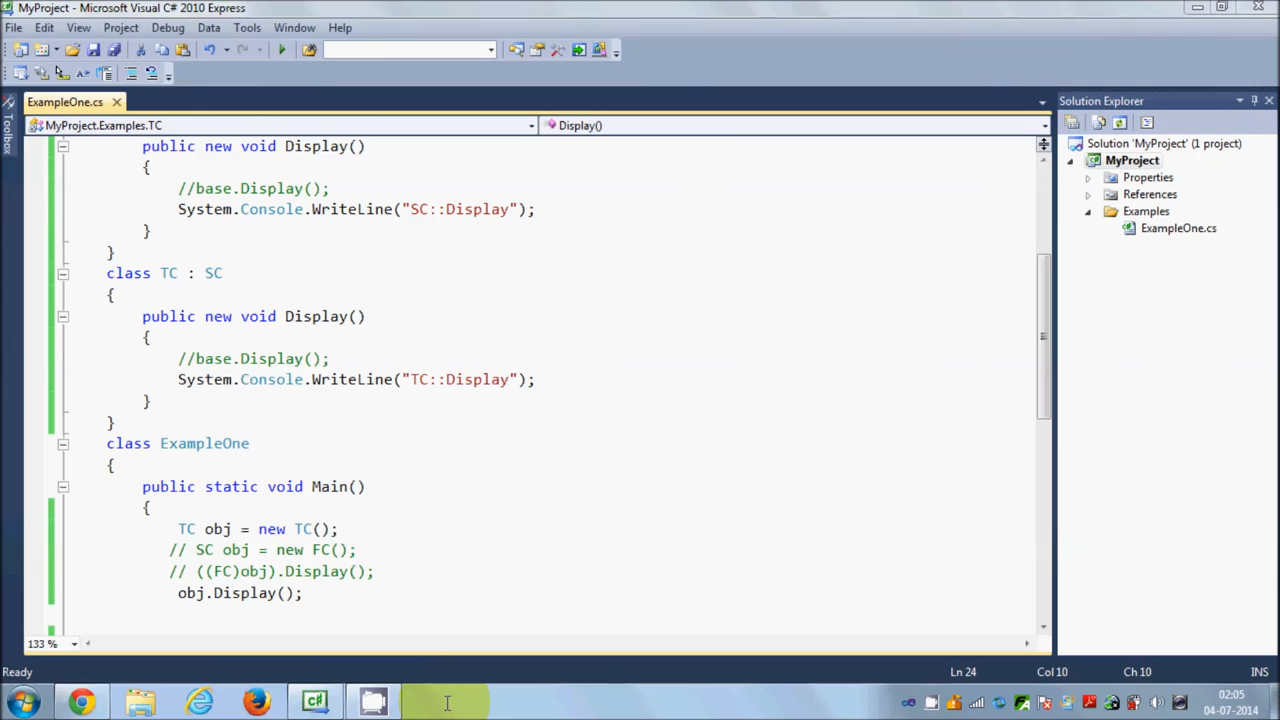 MyProject - Microsoft Visual C# 2010 Express
File Edit View Project Debug Data Tools Window Help
ExampleOne.cs
Solution Explorer
Toolbox
MyProject.Examples.TC
Display()
public new void Display()
{
//base.Display();
System.Console.WriteLine("SC::Display");
}
}
class TC : SC
{
public new void Display()
{
//base.Display();
System.Console.WriteLine("TC::Display");
}
}
class ExampleOne
{
public static void Main()
{
TC obj = new TC();
// SC obj = new FC();
// ((FC)obj).Display();
obj.Display();
Solution 'MyProject' (1 project)
MyProject
Properties
References
Examples
ExampleOne.cs
133 %
Ready
Ln 24
Col 10
Ch 10
INS
02:05
04-07-2014